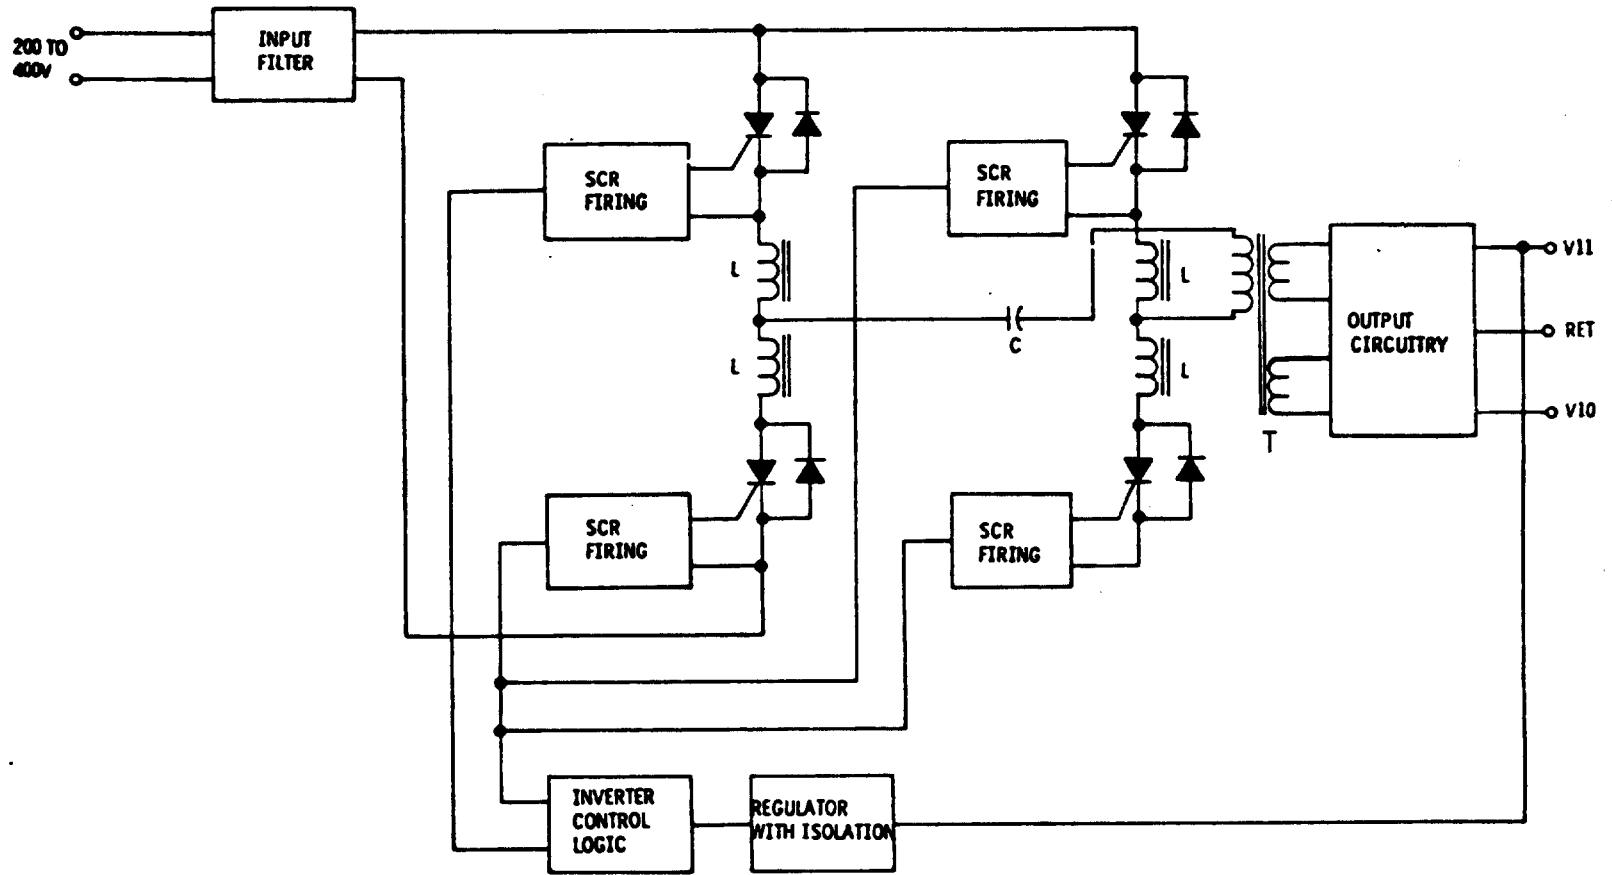 200 TO
400V
INPUT
FILTER
SCR
FIRING
SCR
FIRING
L
L
L
L
C
T
OUTPUT
CIRCUITRY
V11
RET
V10
SCR
FIRING
SCR
FIRING
INVERTER
CONTROL
LOGIC
REGULATOR
WITH ISOLATION